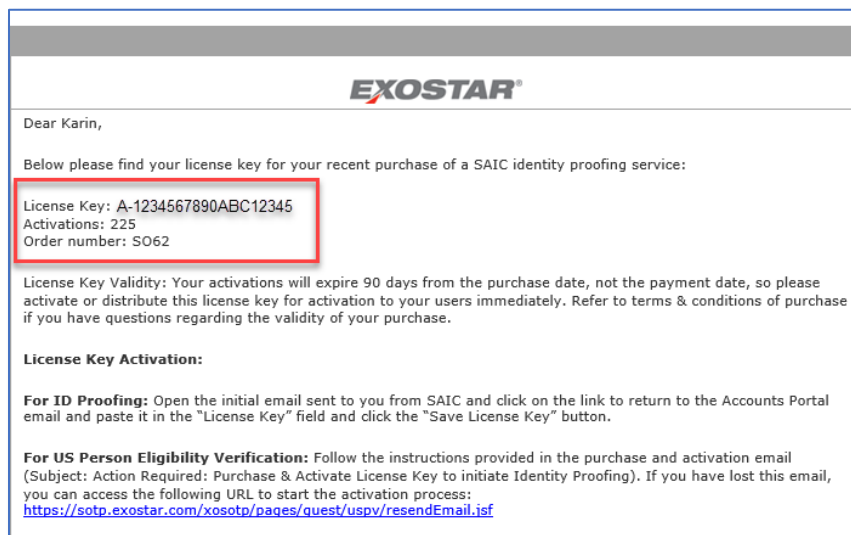 EXOSTAR®
Dear Karin,
Below please find your license key for your recent purchase of a SAIC identity proofing service:
License Key: A-1234567890ABC12345
Activations: 225
Order number: SO62
License Key Validity: Your activations will expire 90 days from the purchase date, not the payment date, so please
activate or distribute this license key for activation to your users immediately. Refer to terms & conditions of purchase
if you have questions regarding the validity of your purchase.
License Key Activation:
For ID Proofing: Open the initial email sent to you from SAIC and click on the link to return to the Accounts Portal
email and paste it in the “License Key” field and click the “Save License Key” button.
For US Person Eligibility Verification: Follow the instructions provided in the purchase and activation email
(Subject: Action Required: Purchase & Activate License Key to initiate Identity Proofing). If you have lost this email,
you can access the following URL to start the activation process:
https://sotp.exostar.com/xosotp/pages/guest/uspv/resendEmail.jsf